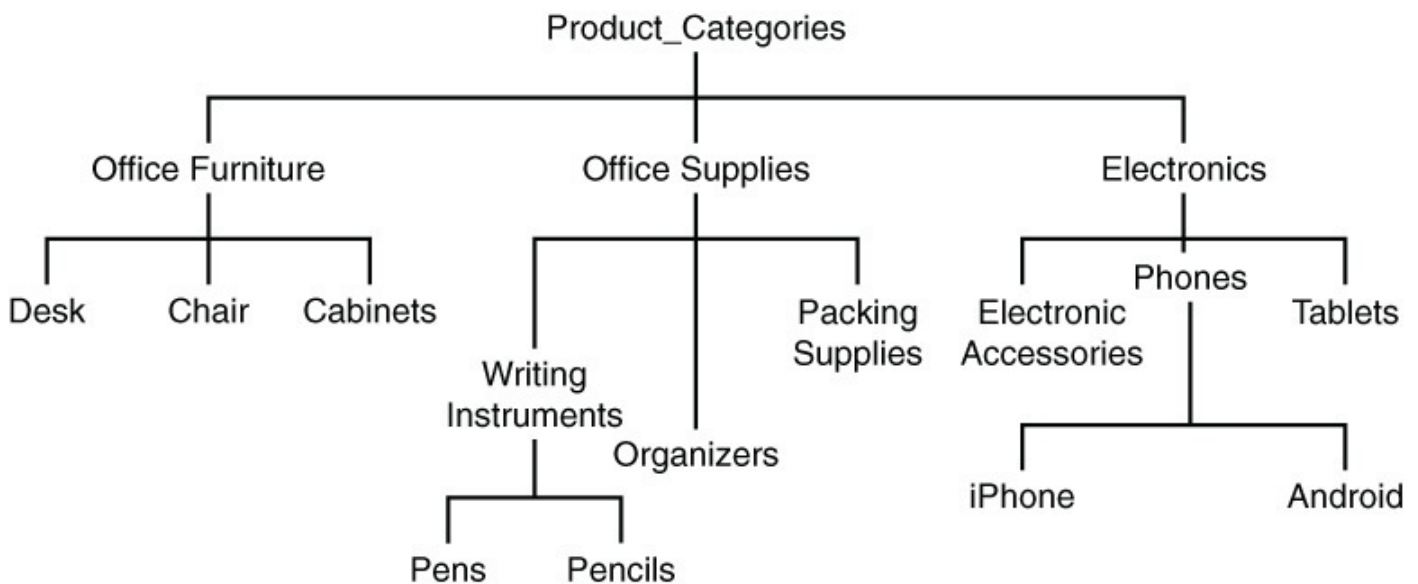 Product_Categories
Office Furniture
Office Supplies
Electronics
Desk
Chair
Cabinets
Writing
Instruments
Pens
Pencils
Organizers
Packing
Supplies
Electronic
Accessories
Phones
iPhone
Android
Tablets